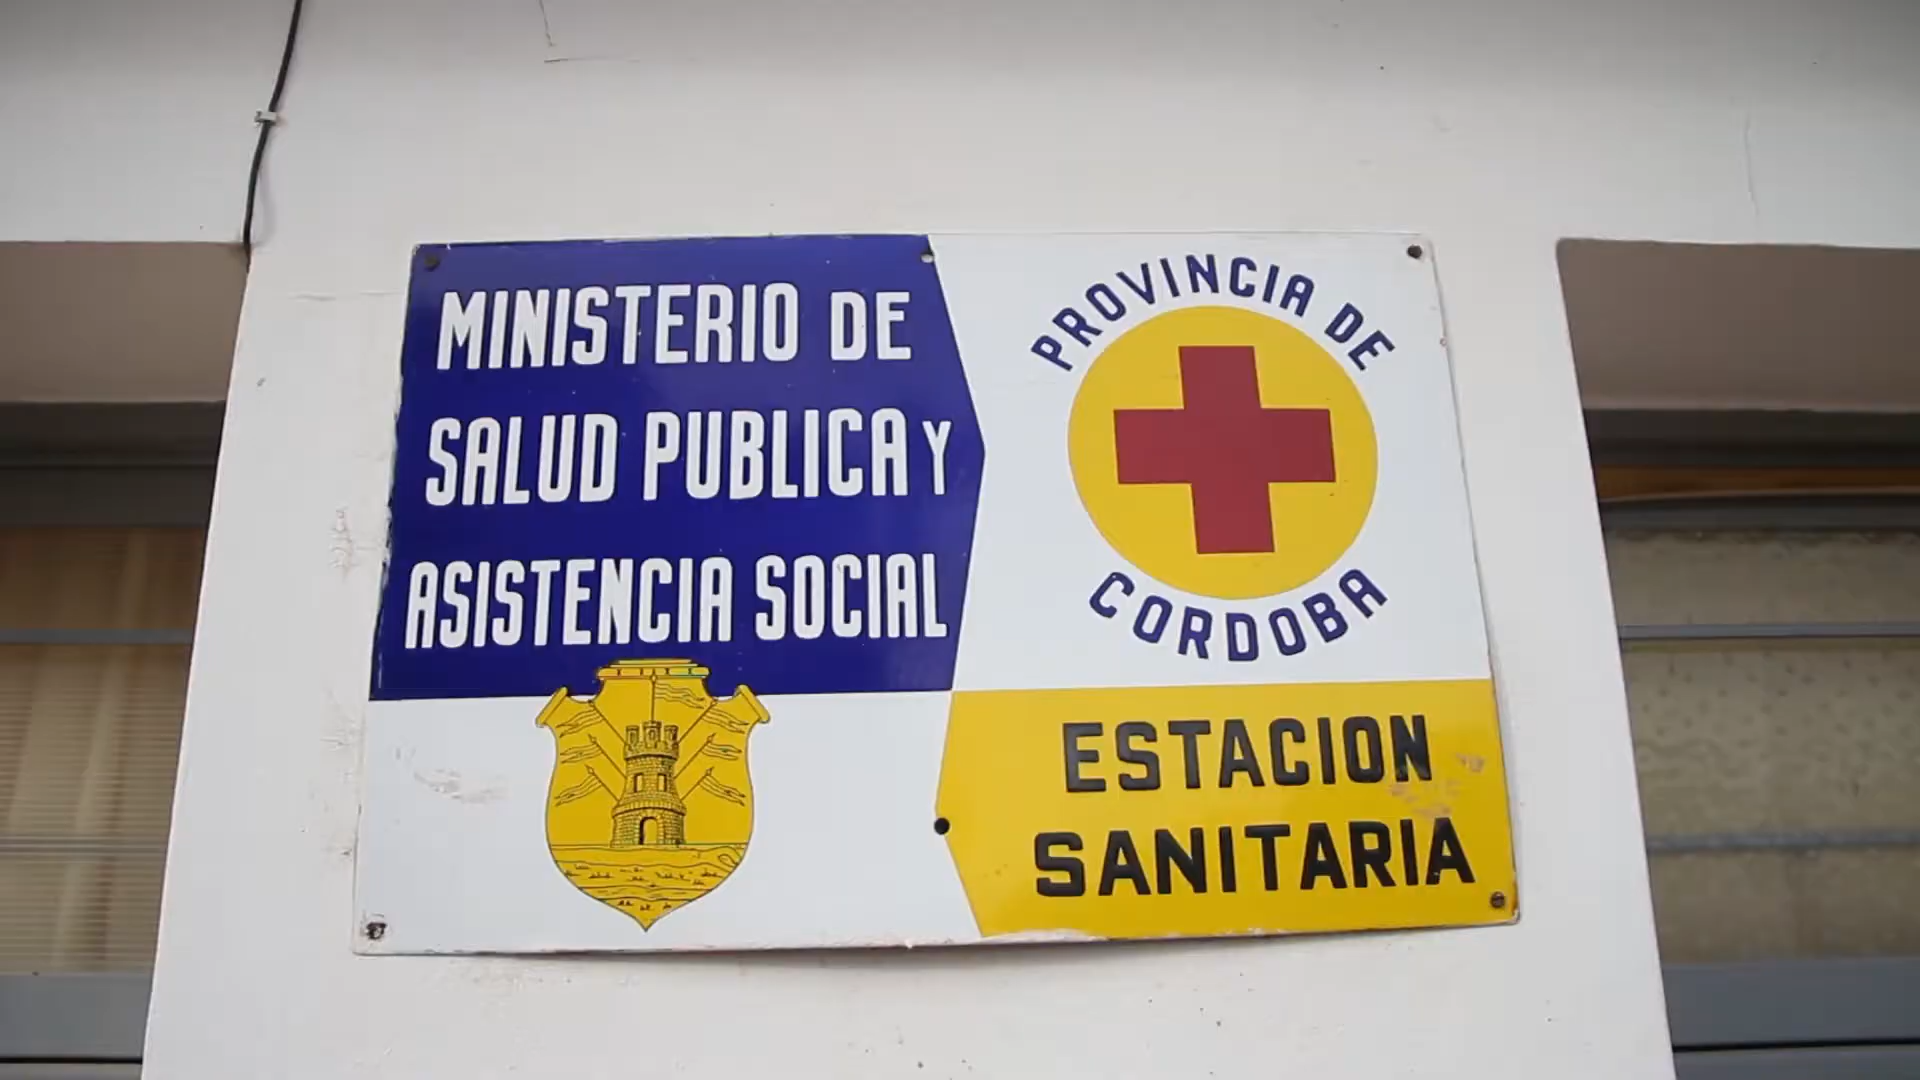 MINISTERIO DE
SALUD PUBLICA Y
ASISTENCIA SOCIAL
PROVINCIA DE
CORDOBA
ESTACION
SANITARIA